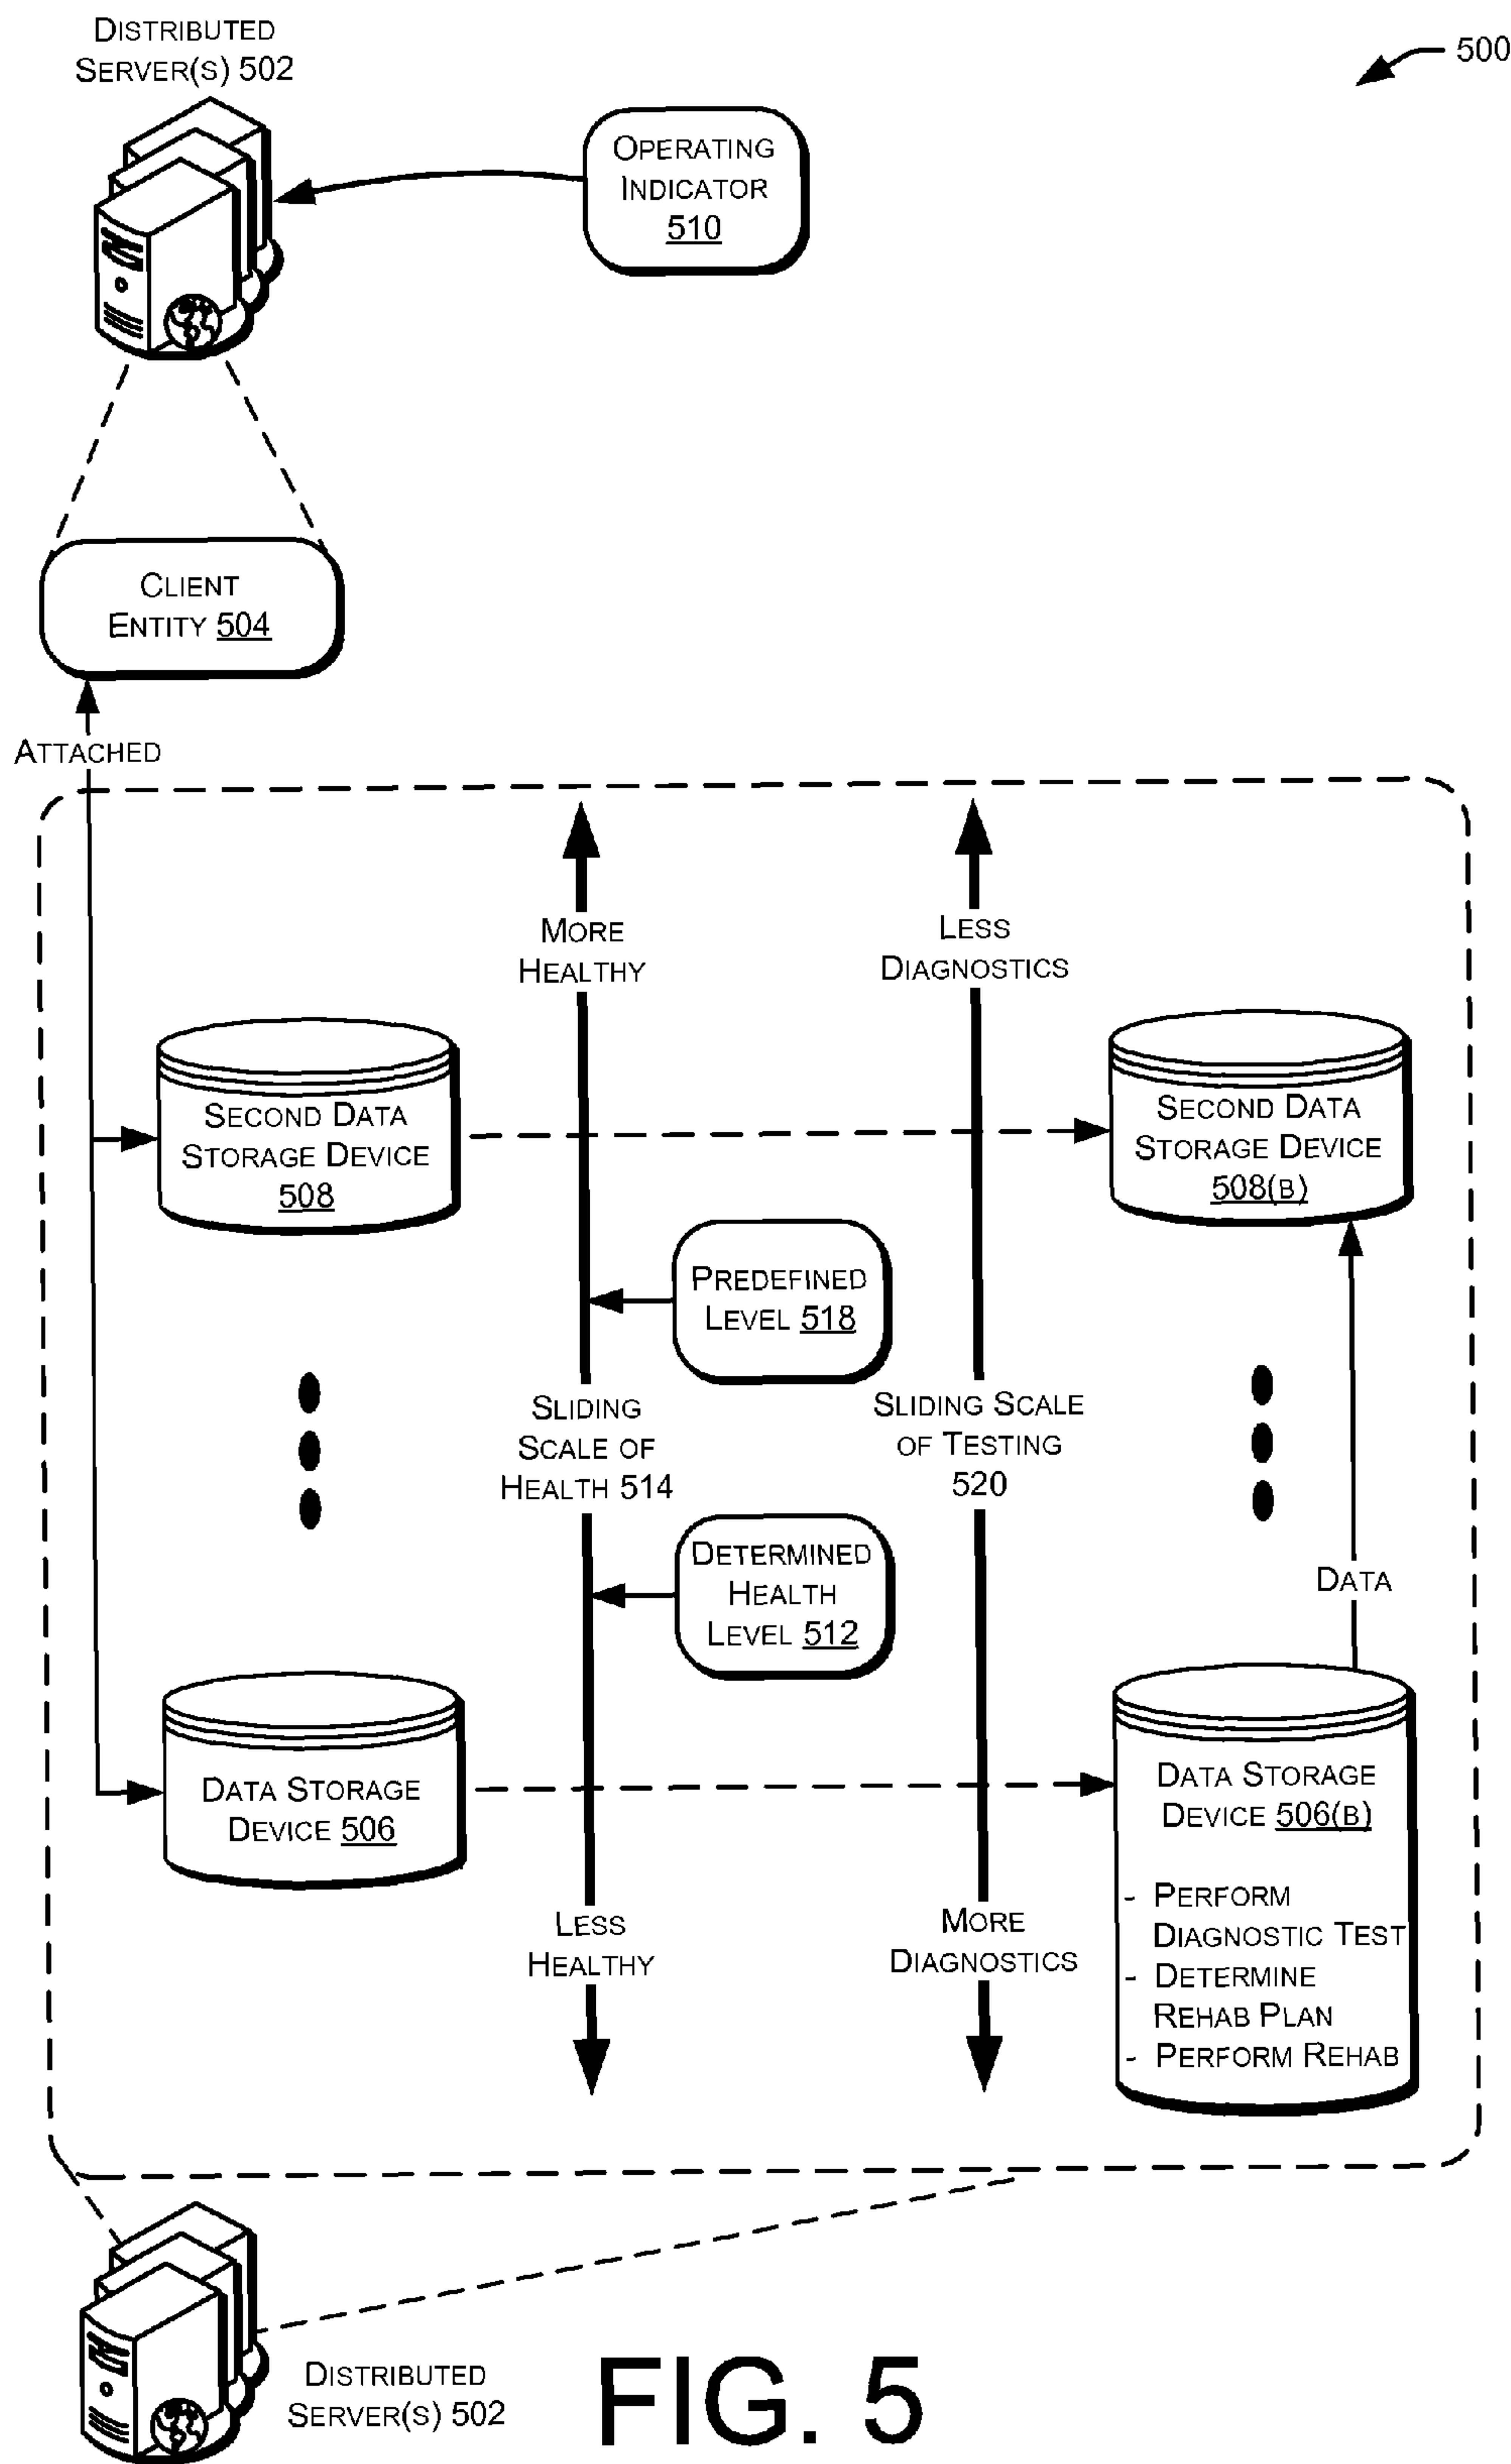 DISTRIBUTED
SERVER(S) 502
500
OPERATING
INDICATOR
510
CLIENT
ENTITY 504
ATTACHED
MORE
HEALTHY
LESS
DIAGNOSTICS
SECOND DATA
STORAGE DEVICE
508
SECOND DATA
STORAGE DEVICE
508(B)
PREDEFINED
LEVEL 518
SLIDING
SCALE OF
HEALTH 514
SLIDING SCALE
OF TESTING
520
DETERMINED
HEALTH
LEVEL 512
DATA
DATA STORAGE
DEVICE 506
DATA STORAGE
DEVICE 506(B)
- PERFORM
DIAGNOSTIC TEST
- DETERMINE
REHAB PLAN
- PERFORM REHAB
LESS
HEALTHY
MORE
DIAGNOSTICS
DISTRIBUTED
SERVER(S) 502
FIG. 5